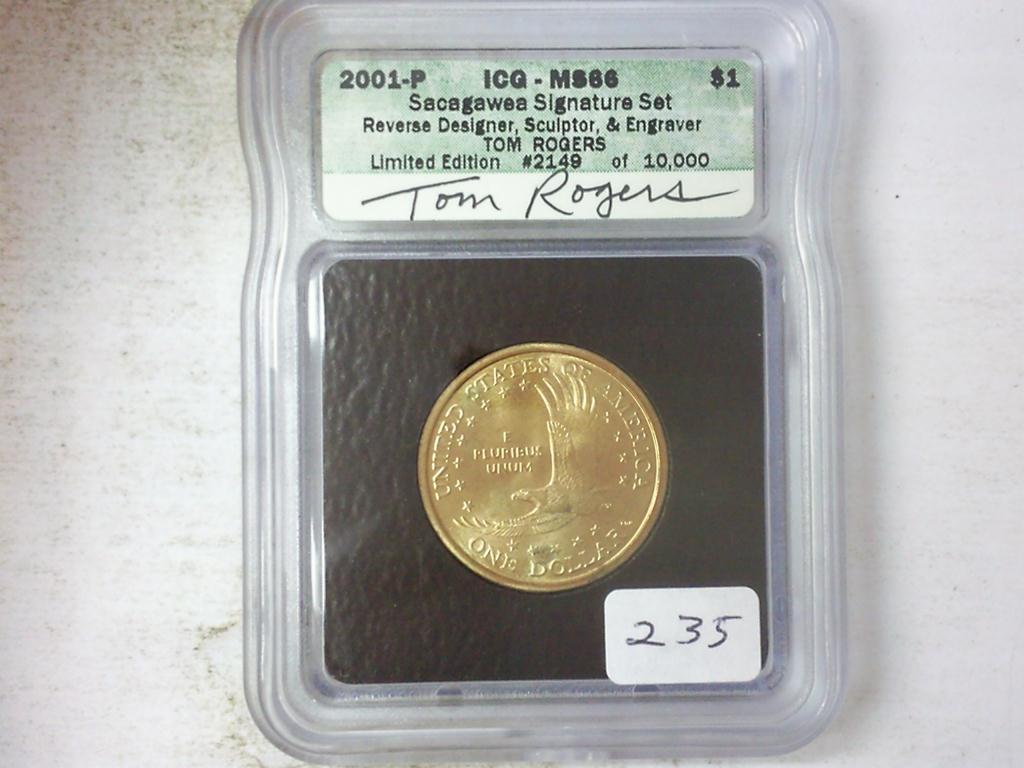 2001-P ICG - MS66 $1
Sacagawea Signature Set
Reverse Designer, Sculptor, & Engraver
TOM ROGERS
Limited Edition #2149 of 10,000
Tom Rogers
UNITED STATES OF AMERICA
E
PLURIBUS
UNUM
ONE DOLLAR
235